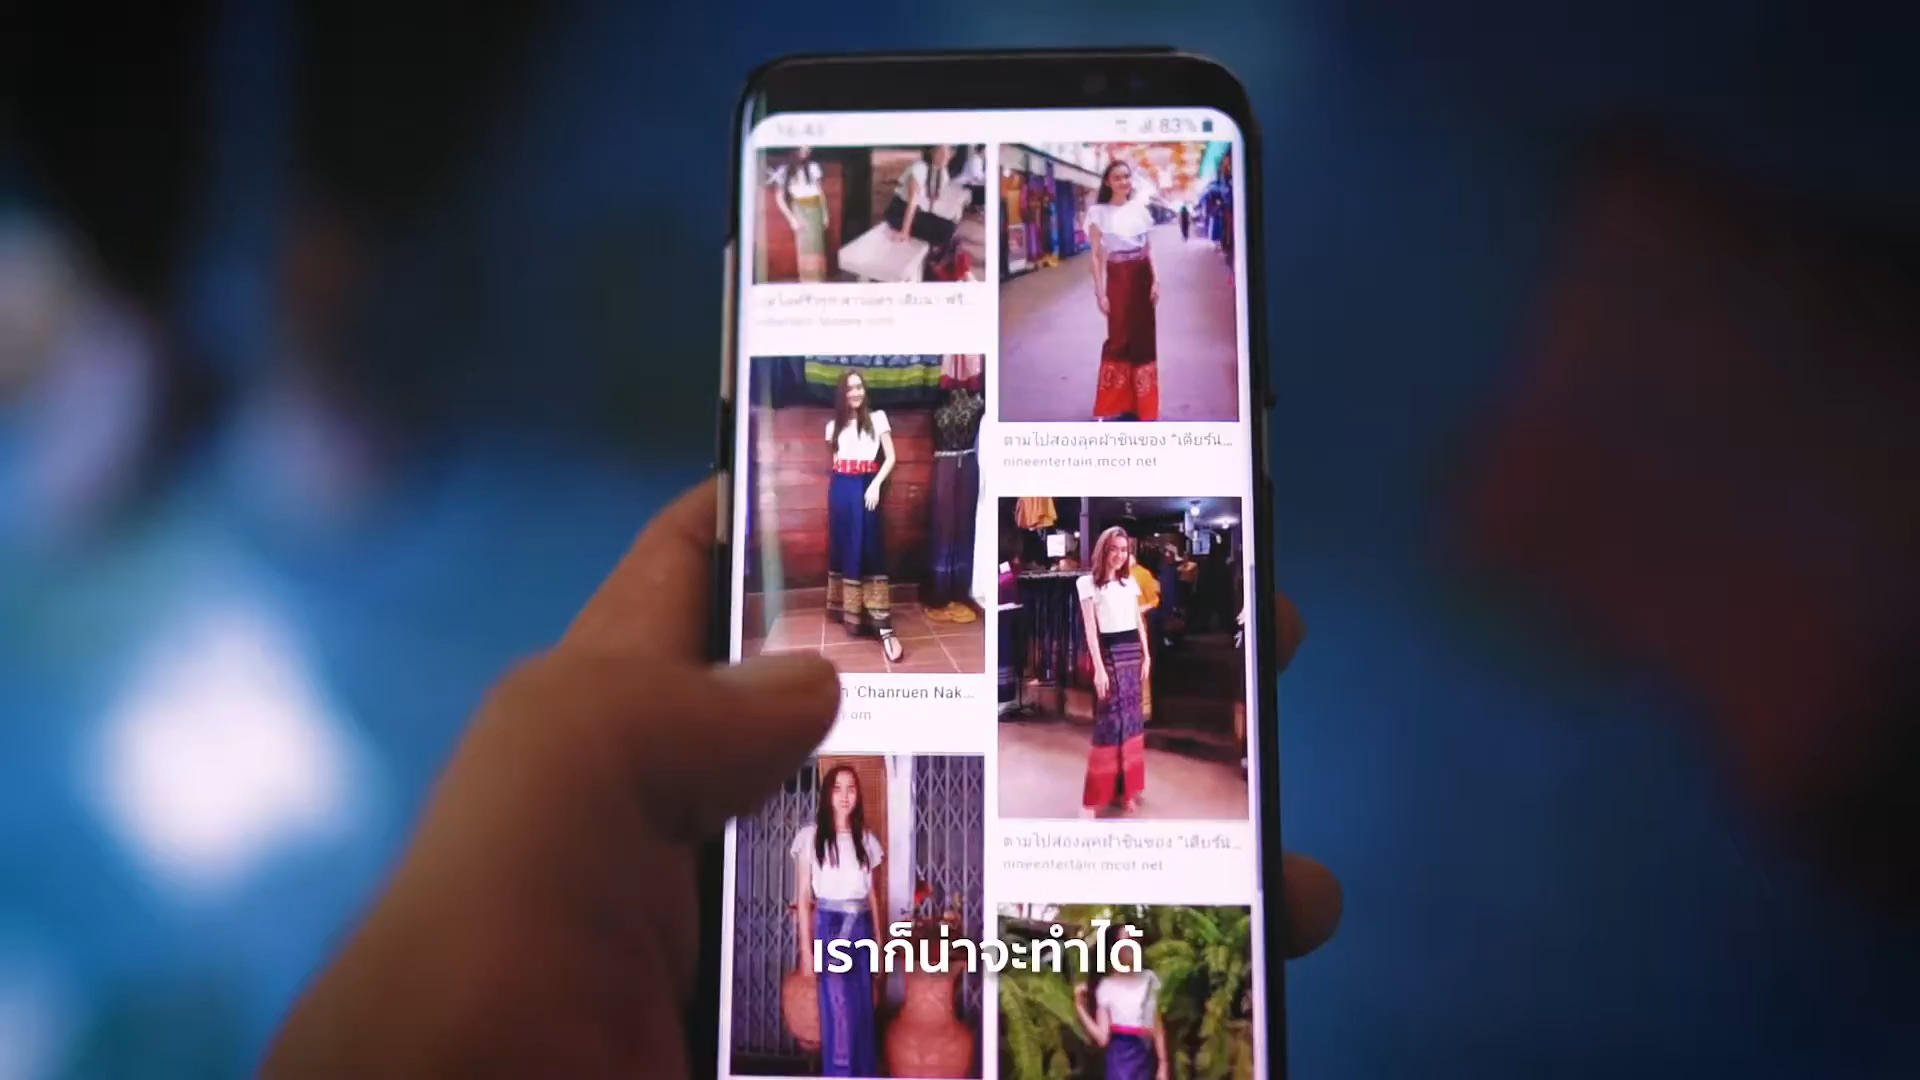 83%
ตามไปส่องลุคผ้าซิ่นของ "เตียร์น...
nineentertain.mcot.net
'Chanruen Nak...
om
ตามไปส่องลุคผ้าซิ่นของ "เตียร์น...
nineentertain.mcot.net
เราก็น่าจะทำได้